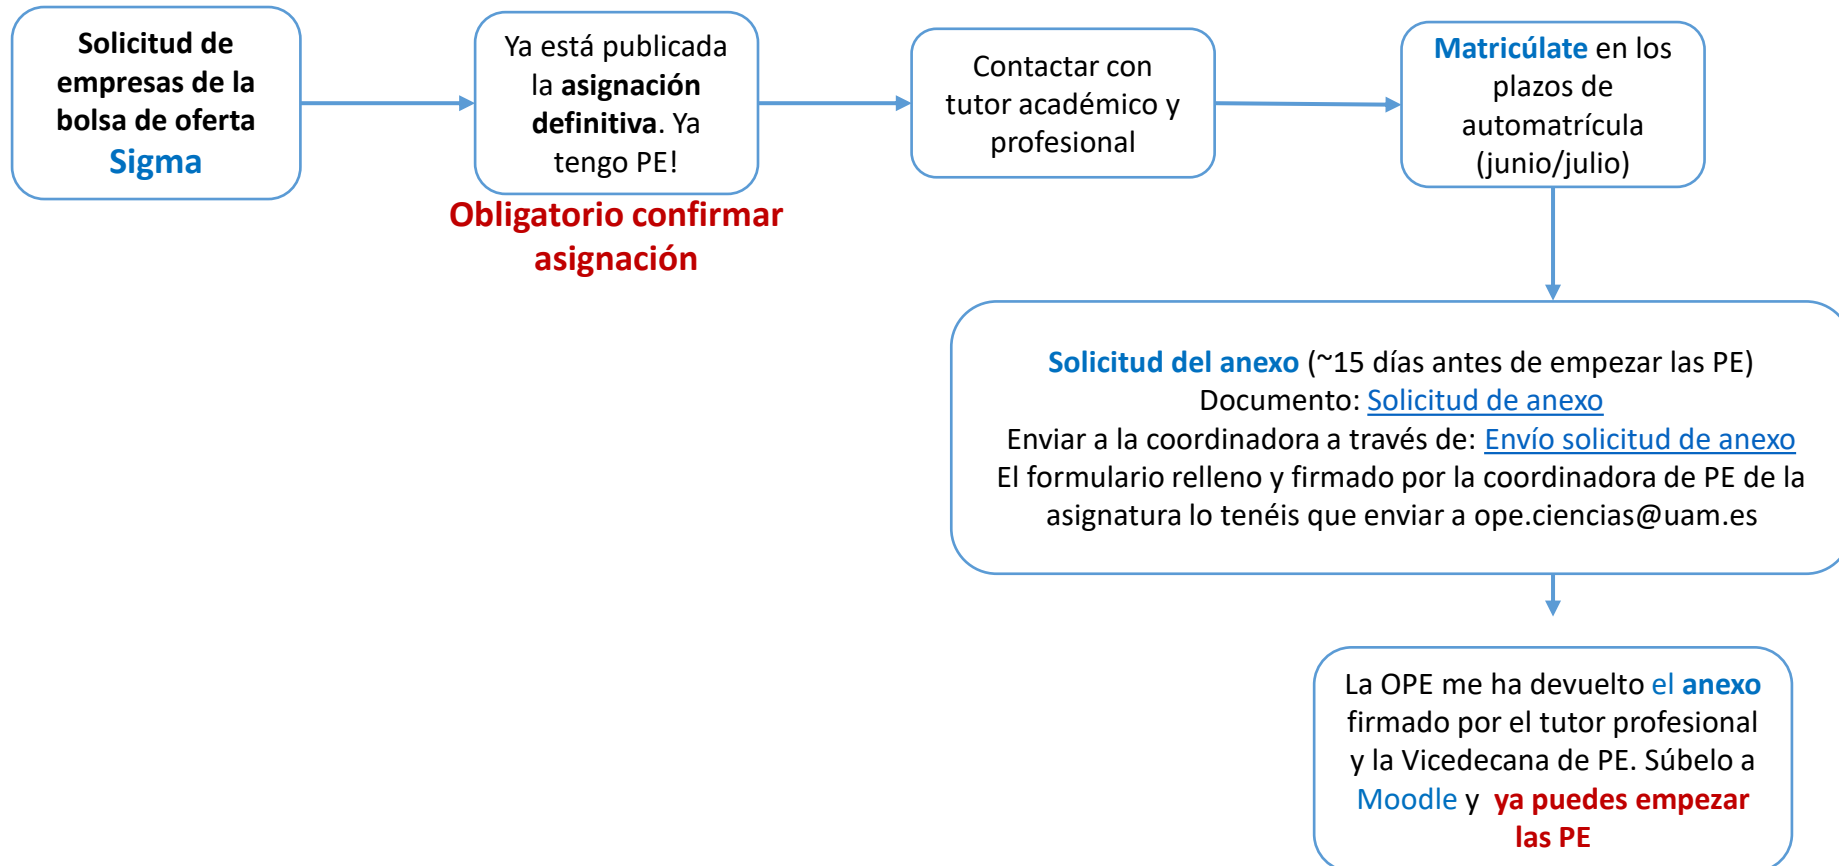 Solicitud de
empresas de la
bolsa de oferta
Sigma
Ya está publicada
la asignación
definitiva. Ya
tengo PE!
Obligatorio confirmar
asignación
Contactar con
tutor académico y
profesional
Matricúlate en los
plazos de
automatrícula
(junio/julio)
Solicitud del anexo (~15 días antes de empezar las PE)
Documento: Solicitud de anexo
Enviar a la coordinadora a través de: Envío solicitud de anexo
El formulario relleno y firmado por la coordinadora de PE de la
asignatura lo tenéis que enviar a ope.ciencias@uam.es
La OPE me ha devuelto el anexo
firmado por el tutor profesional
y la Vicedecana de PE. Súbelo a
Moodle y ya puedes empezar
las PE